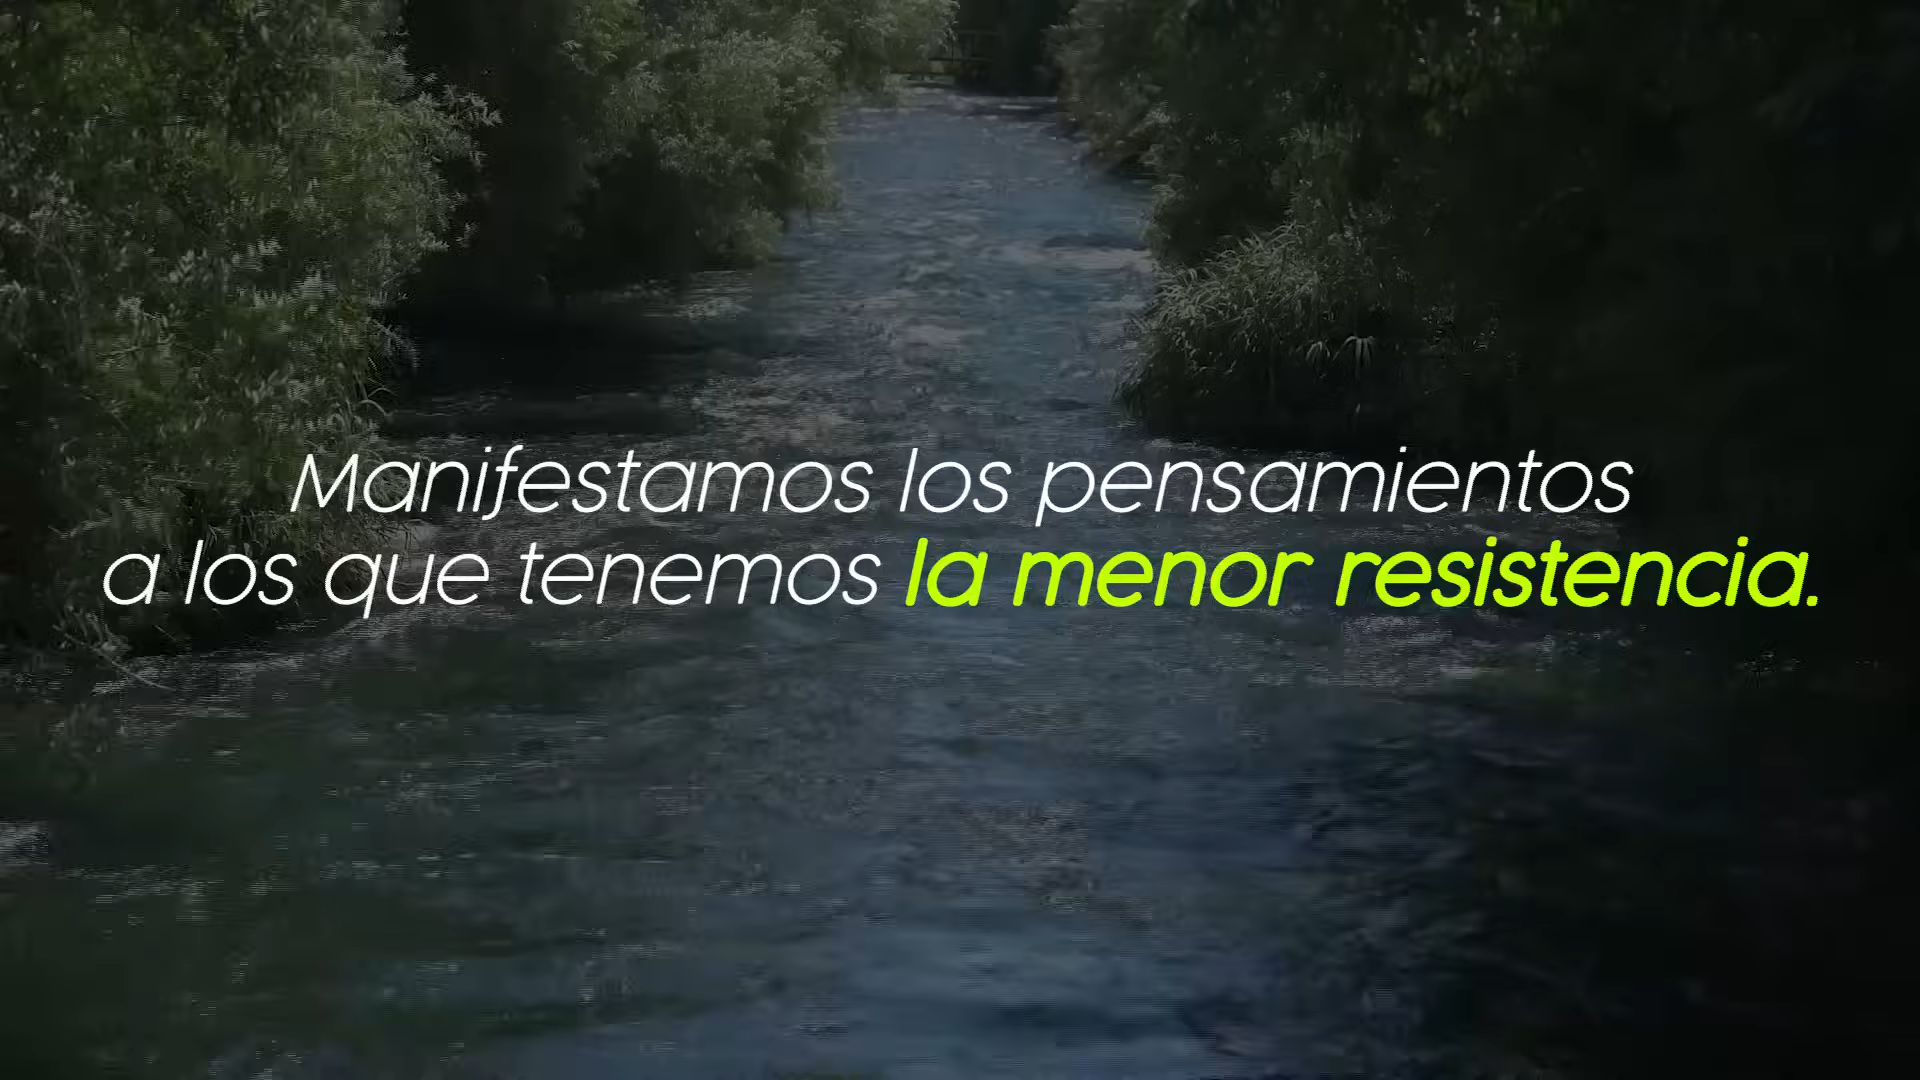 Manifestamos los pensamientos
a los que tenemos la menor resistencia.